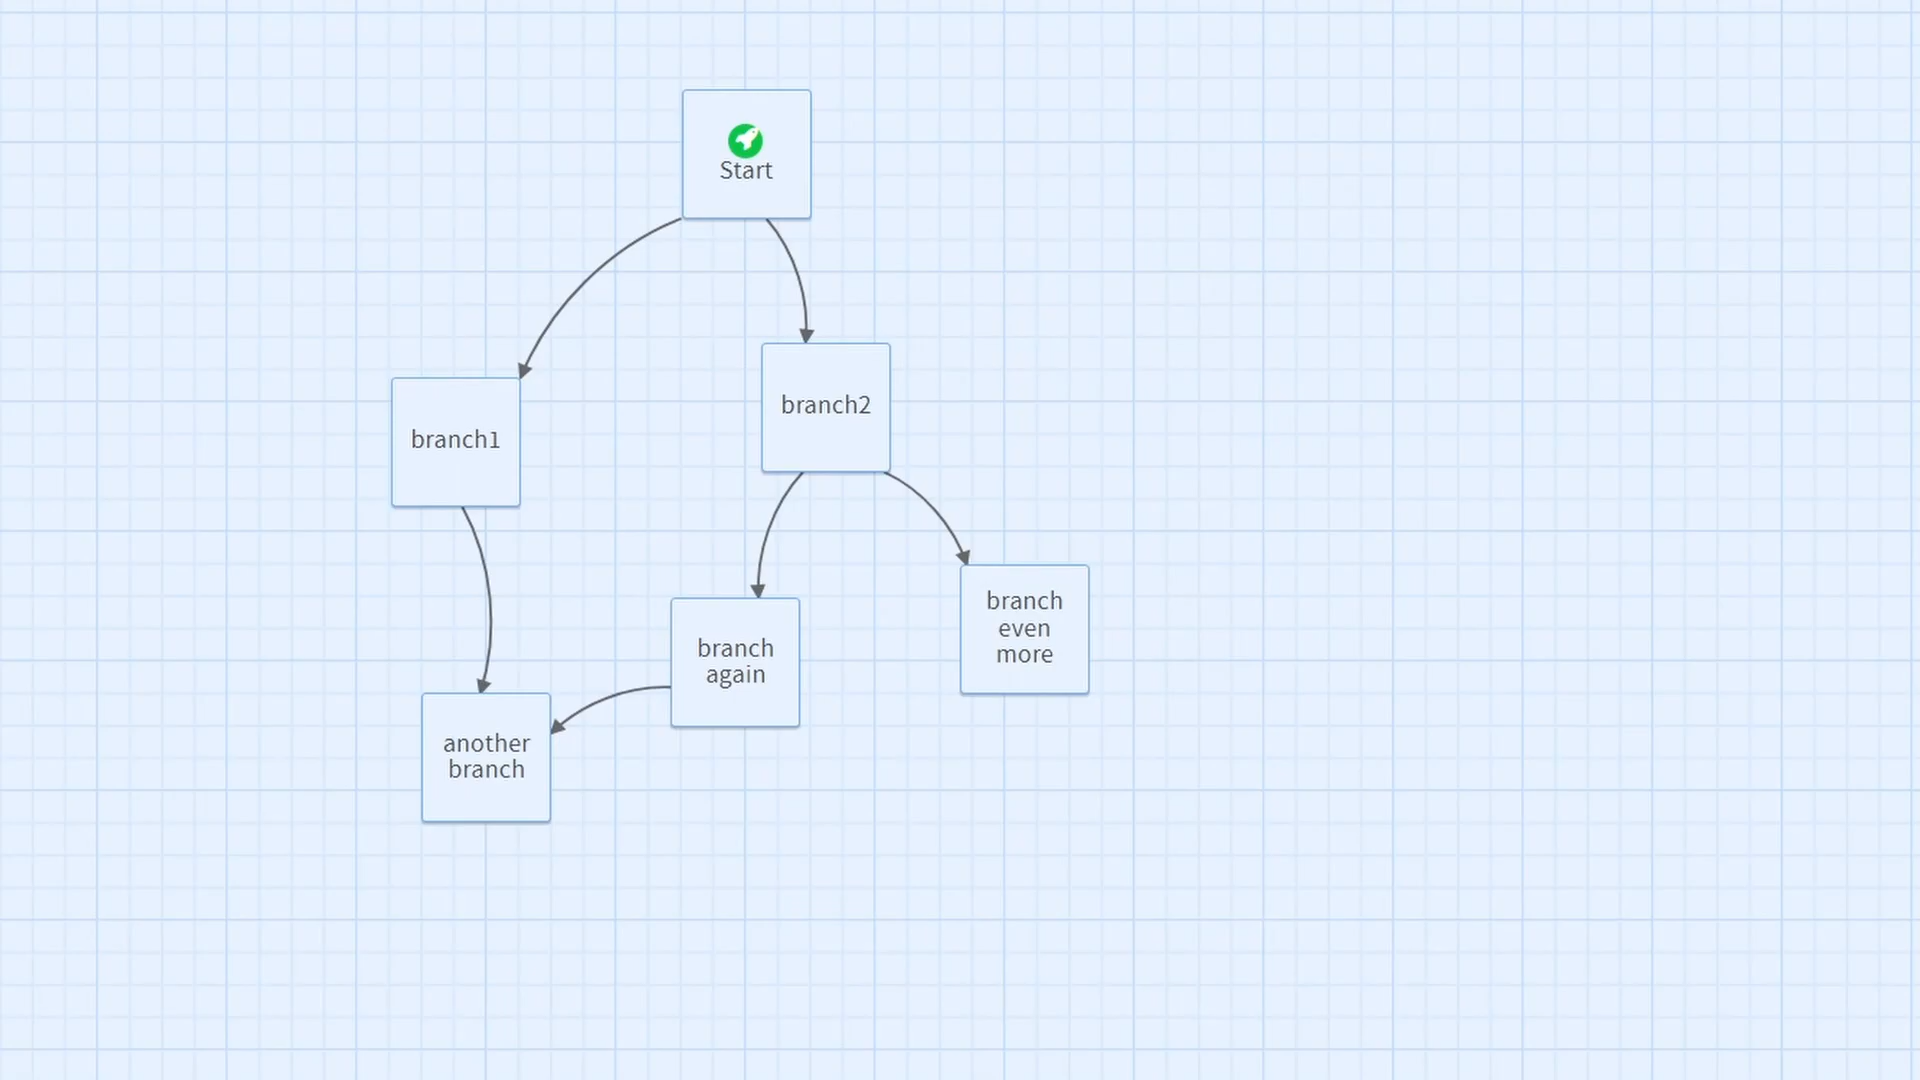 Start
branch2
branch1
branch
even
more
branch
again
another
branch